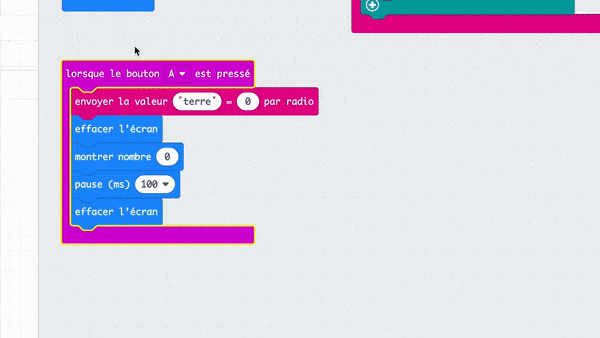 lorsque le bouton A est pressé
envoyer la valeur "terre" = 0 par radio
effacer l'écran
montrer nombre 0
pause (ms) 100
effacer l'écran